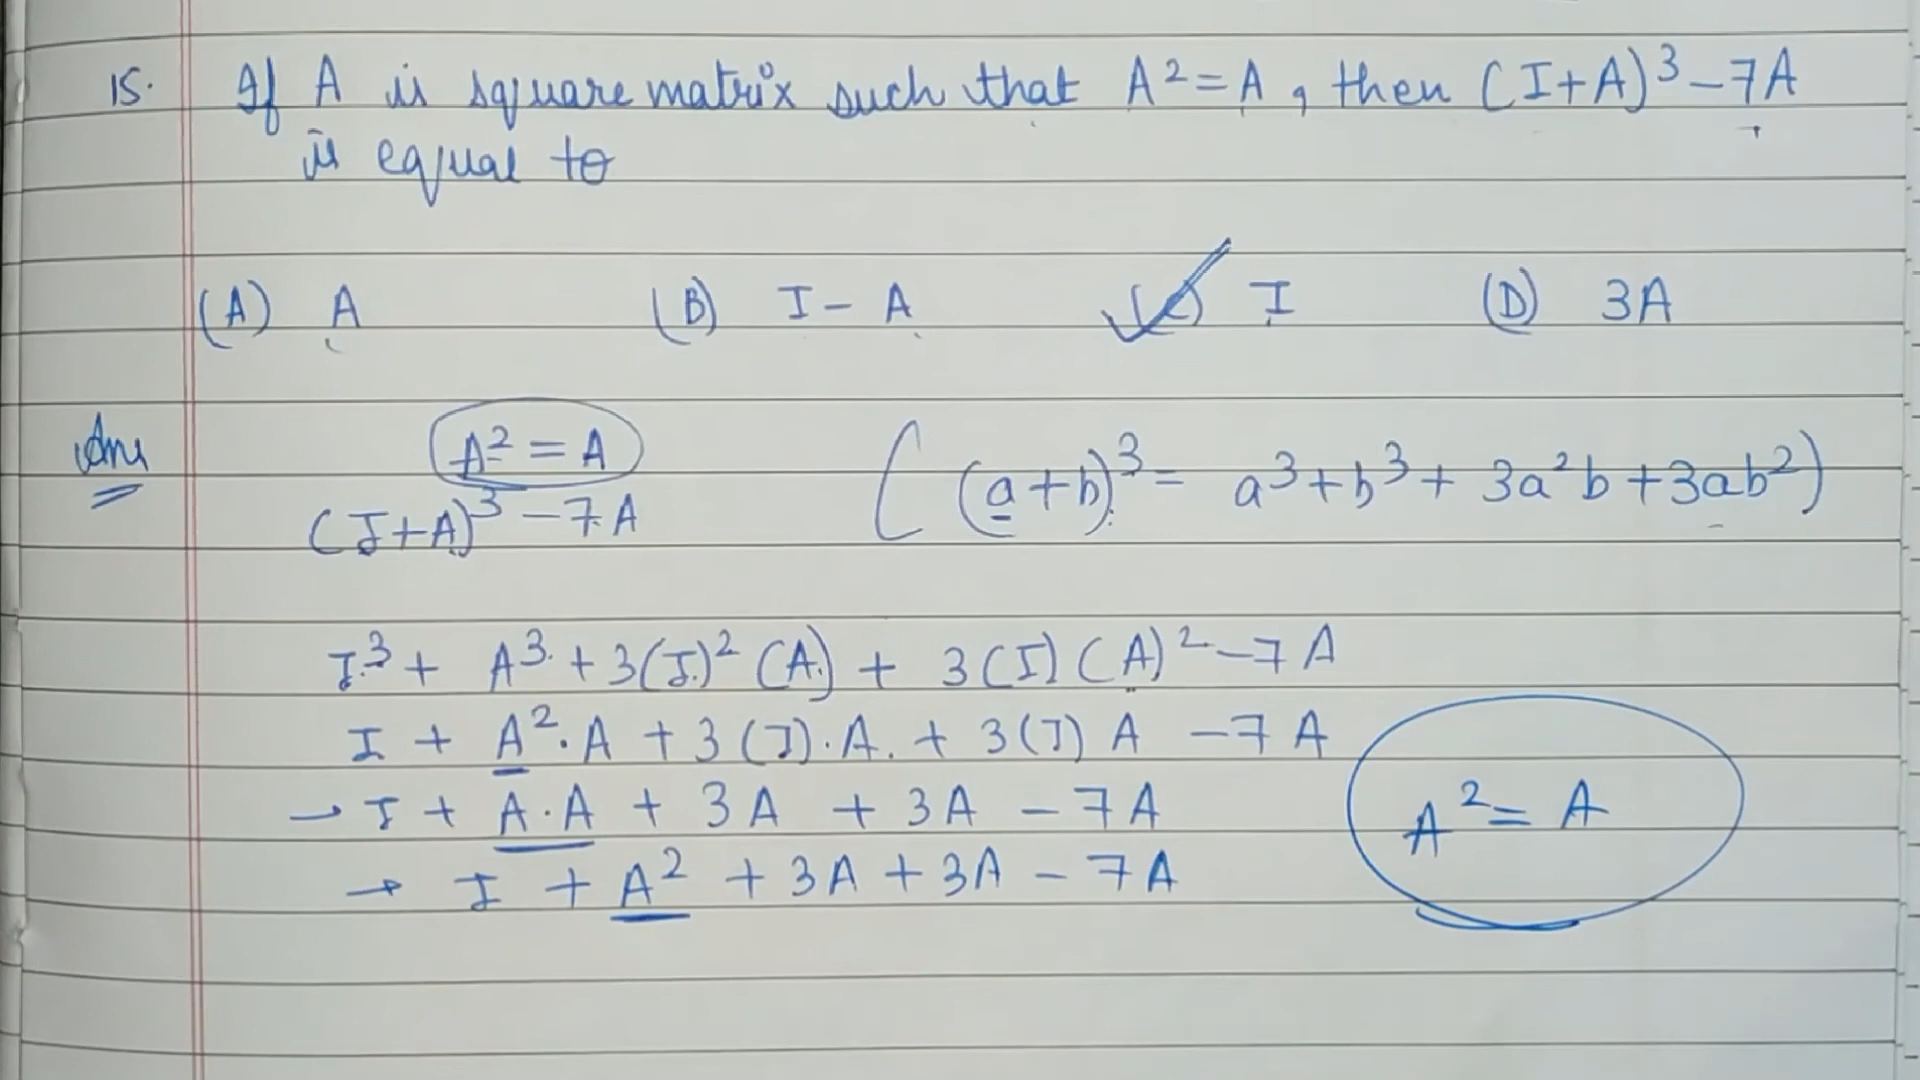 15. If A is square matrix such that A² = A, then (I+A)³ – 7A
is equal to
(A) A (B) I – A (C) I (D) 3A
Ans A² = A
(I+A)³ – 7A ((a+b)³ = a³+b³+ 3a²b+3ab²)
I³ + A³ + 3(I)² (A) + 3(I) (A)² – 7A
I + A².A + 3(I).A. + 3(I) A – 7A
→ I + A.A + 3A + 3A – 7A
A² = A
→ I + A² + 3A + 3A – 7A